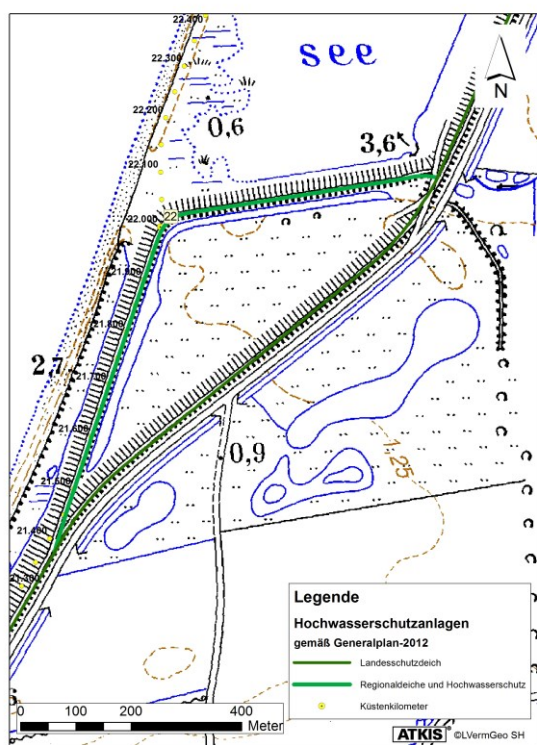 22.400
22.300
see
N
22.200
0,6
3,6
22.100
22.000
22
21.900
21.800
2,7
21.700
21.600
0,9
1,25
21.500
21.400
21.300
Legende
Hochwasserschutzanlagen
gemäß Generalplan-2012
Landesschutzdeich
Regionaldeiche und Hochwasserschutz
Küstenkilometer
0 100 200 400
Meter
ATKIS ©LVermGeo SH